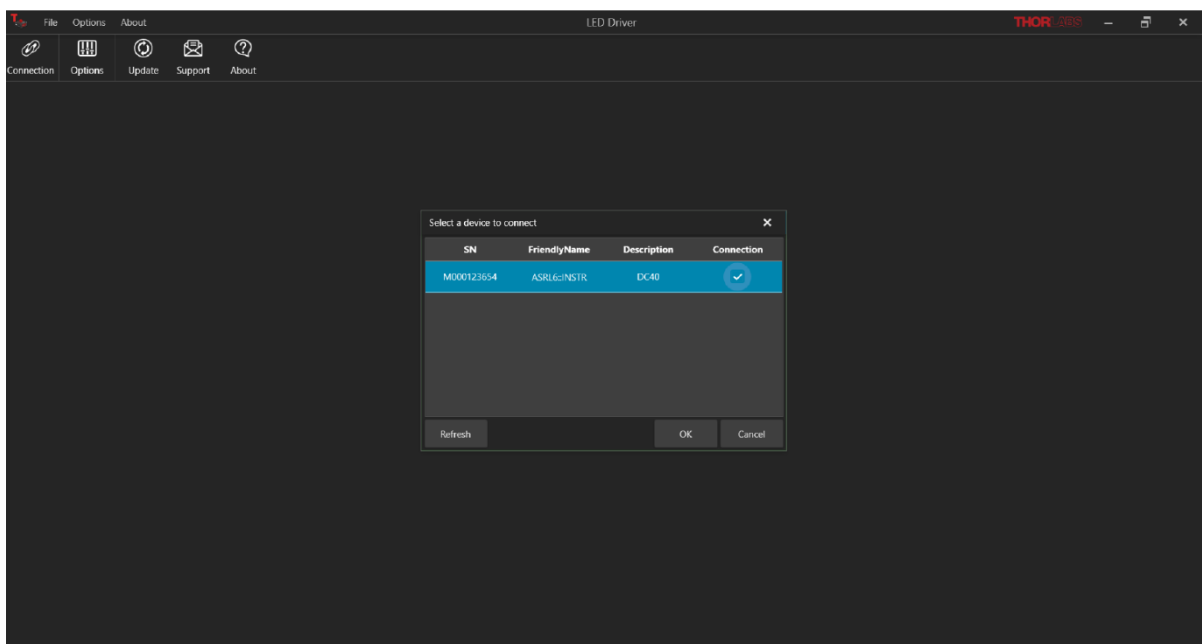 File Options About LED Driver THORLABS
Connection Options Update Support About
Select a device to connect
SN FriendlyName Description Connection
M000123654 ASRL6::INSTR DC40
Refresh OK Cancel